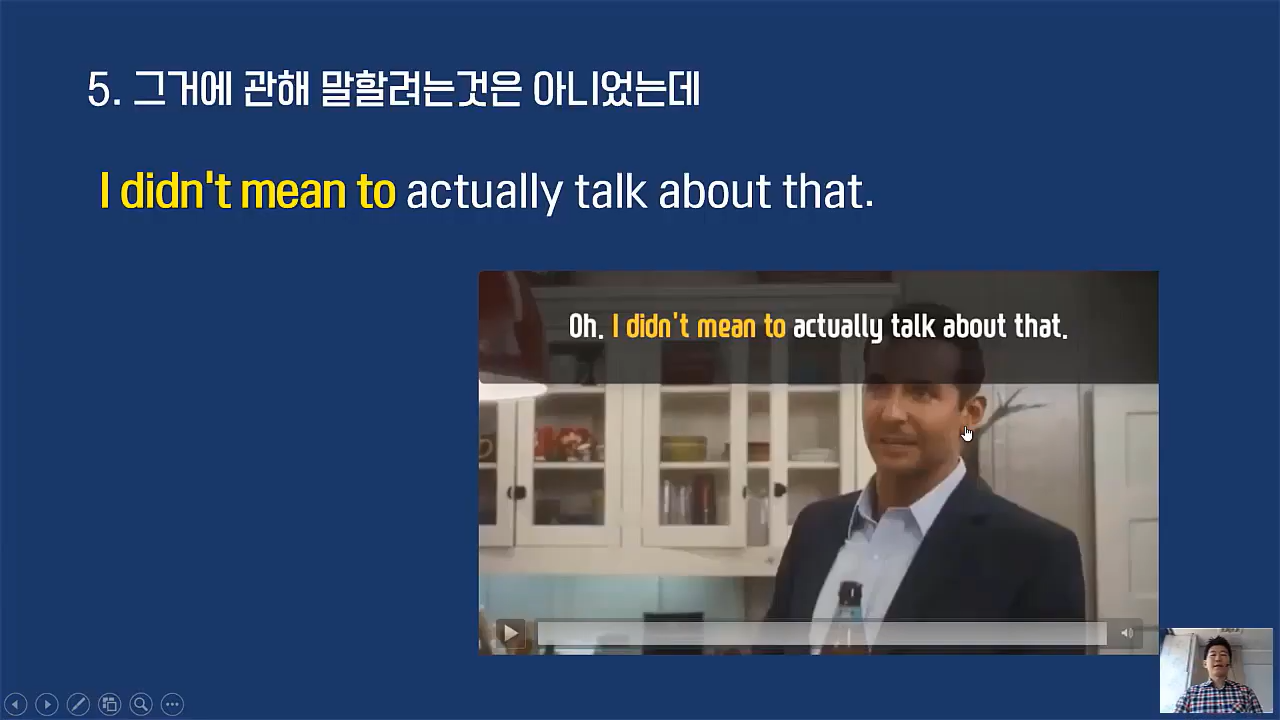 5. 그거에 관해 말할려는것은 아니었는데
I didn't mean to actually talk about that.
Oh. I didn't mean to actually talk about that.